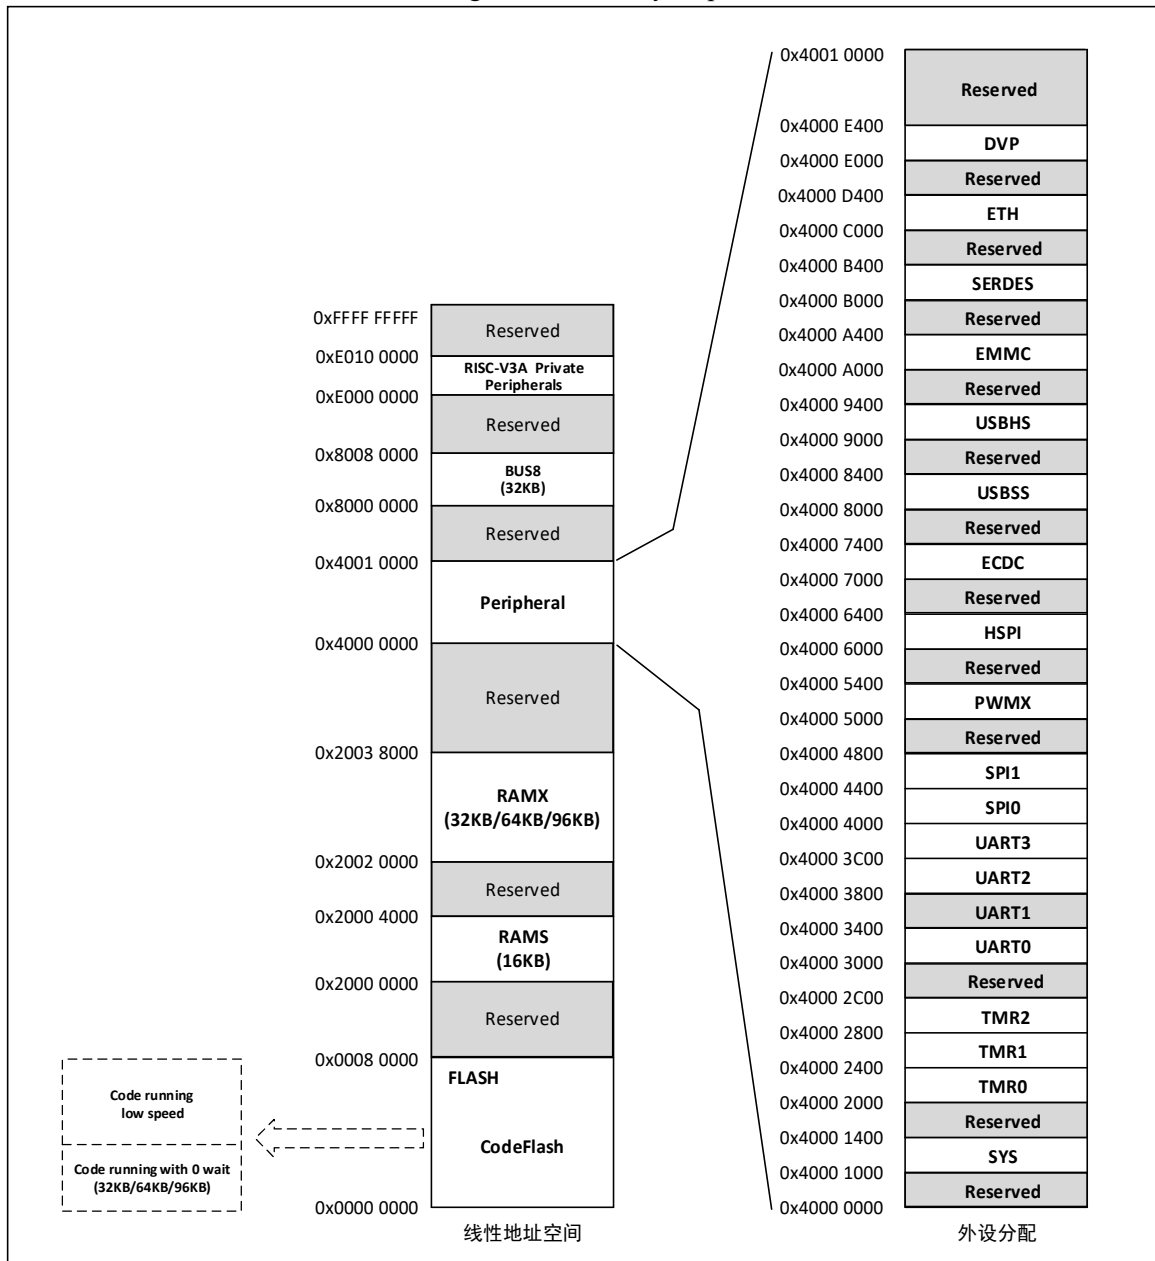 0xFFFF FFFFF
Reserved
0xE010 0000
RISC-V3A Private
Peripherals
0xE000 0000
Reserved
0x8008 0000
BUS8
(32KB)
0x8000 0000
Reserved
0x4001 0000
Peripheral
0x4000 0000
Reserved
0x2003 8000
RAMX
(32KB/64KB/96KB)
0x2002 0000
Reserved
0x2000 4000
RAMS
(16KB)
0x2000 0000
Reserved
0x0008 0000
FLASH
CodeFlash
0x0000 0000
线性地址空间
Code running
low speed
Code running with 0 wait
(32KB/64KB/96KB)
0x4001 0000
Reserved
0x4000 E400
DVP
0x4000 E000
Reserved
0x4000 D400
ETH
0x4000 C000
Reserved
0x4000 B400
SERDES
0x4000 B000
Reserved
0x4000 A400
EMMC
0x4000 A000
Reserved
0x4000 9400
USBHS
0x4000 9000
Reserved
0x4000 8400
USBSS
0x4000 8000
Reserved
0x4000 7400
ECDC
0x4000 7000
Reserved
0x4000 6400
HSPI
0x4000 6000
Reserved
0x4000 5400
PWMX
0x4000 5000
Reserved
0x4000 4800
SPI1
0x4000 4400
SPI0
0x4000 4000
UART3
0x4000 3C00
UART2
0x4000 3800
UART1
0x4000 3400
UART0
0x4000 3000
Reserved
0x4000 2C00
TMR2
0x4000 2800
TMR1
0x4000 2400
TMR0
0x4000 2000
Reserved
0x4000 1400
SYS
0x4000 1000
Reserved
0x4000 0000
外设分配